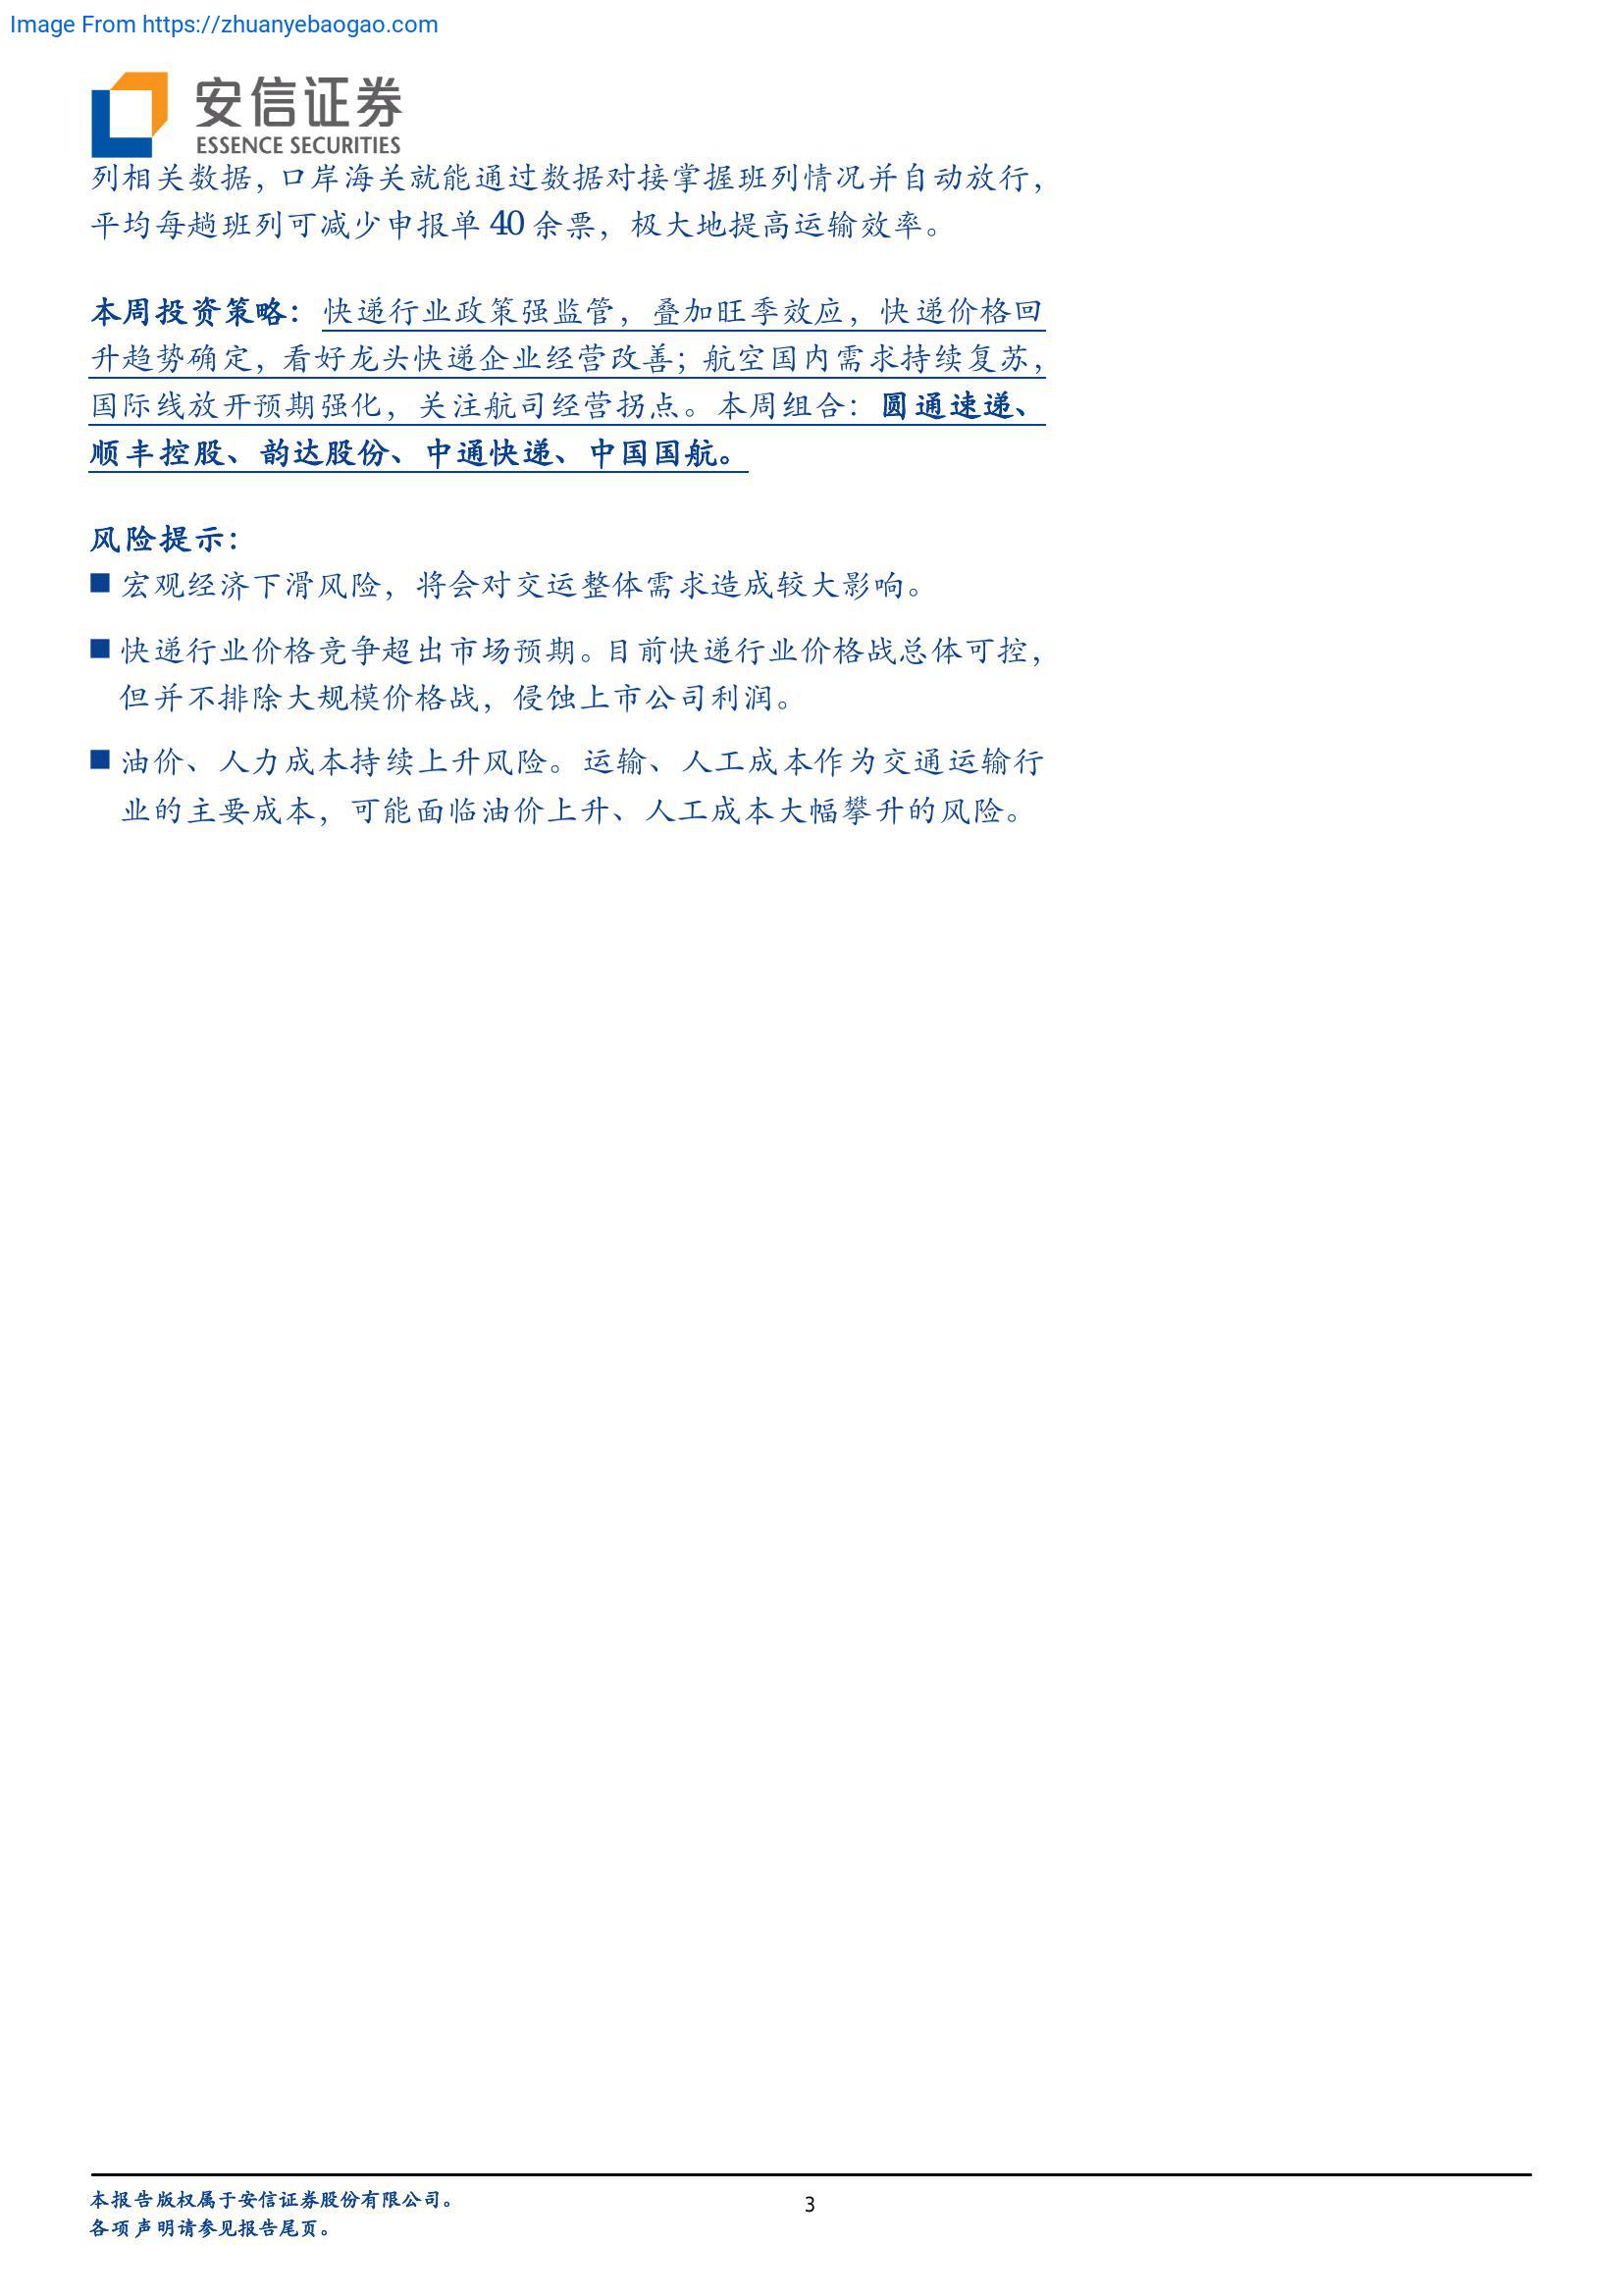 Image From https://zhuanyebaogao.com
安信证券
ESSENCE SECURITIES
列相关数据，口岸海关就能通过数据对接掌握班列情况并自动放行，
平均每趟班列可减少申报单 40 余票，极大地提高运输效率。
本周投资策略：快递行业政策强监管，叠加旺季效应，快递价格回
升趋势确定，看好龙头快递企业经营改善；航空国内需求持续复苏，
国际线放开预期强化，关注航司经营拐点。本周组合：圆通速递、
顺丰控股、韵达股份、中通快递、中国国航。
风险提示：
■ 宏观经济下滑风险，将会对交运整体需求造成较大影响。
■ 快递行业价格竞争超出市场预期。目前快递行业价格战总体可控，
但并不排除大规模价格战，侵蚀上市公司利润。
■ 油价、人力成本持续上升风险。运输、人工成本作为交通运输行
业的主要成本，可能面临油价上升、人工成本大幅攀升的风险。
本报告版权属于安信证券股份有限公司。
各项声明请参见报告尾页。
3